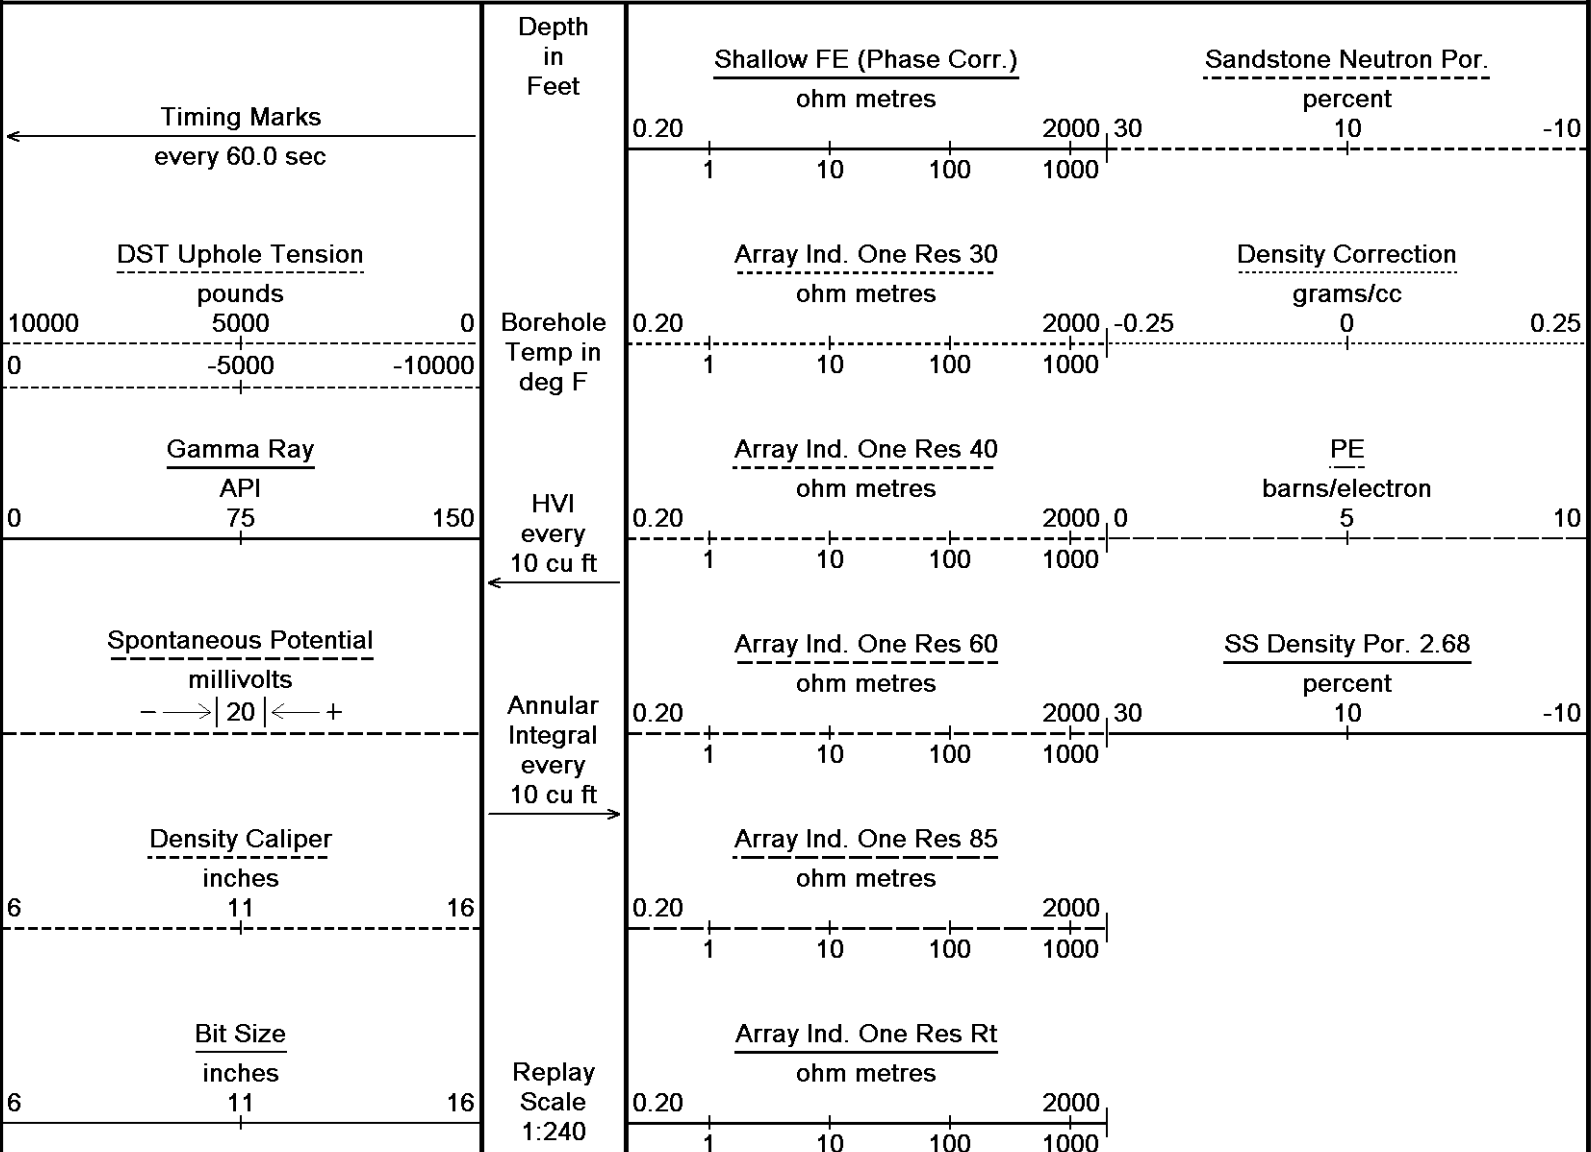 Timing Marks
every 60.0 sec
DST Uphole Tension
pounds
10000 5000 0
0 -5000 -10000
Gamma Ray
API
0 75 150
Spontaneous Potential
millivolts
− 20 +
Density Caliper
inches
6 11 16
Bit Size
inches
6 11 16
Depth
in
Feet
Borehole
Temp in
deg F
HVI
every
10 cu ft
Annular
Integral
every
10 cu ft
Replay
Scale
1:240
Shallow FE (Phase Corr.)
ohm metres
0.20 2000
1 10 100 1000
Array Ind. One Res 30
ohm metres
0.20 2000
1 10 100 1000
Array Ind. One Res 40
ohm metres
0.20 2000
1 10 100 1000
Array Ind. One Res 60
ohm metres
0.20 2000
1 10 100 1000
Array Ind. One Res 85
ohm metres
0.20 2000
1 10 100 1000
Array Ind. One Res Rt
ohm metres
0.20 2000
1 10 100 1000
Sandstone Neutron Por.
percent
30 10 -10
Density Correction
grams/cc
-0.25 0 0.25
PE
barns/electron
0 5 10
SS Density Por. 2.68
percent
30 10 -10